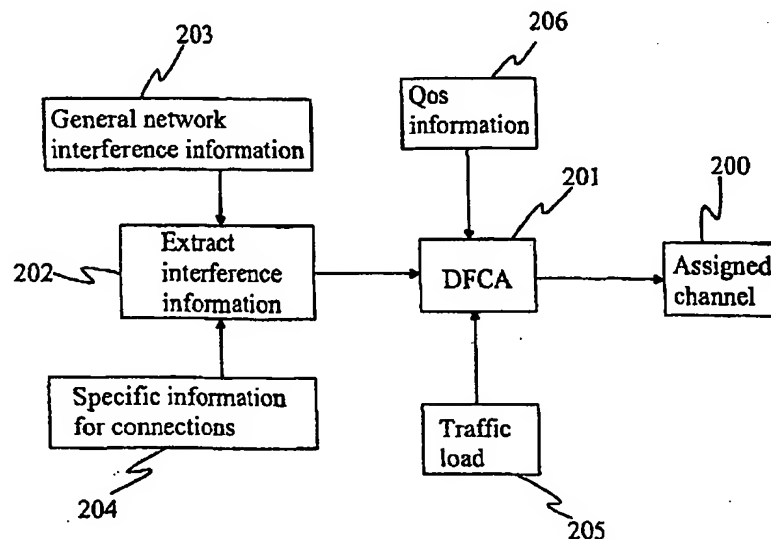 203
206
General network
interference information
Qos
information
201
200
Extract
interference
information
202
DFCA
Assigned
channel
Specific information
for connections
Traffic
load
204
205